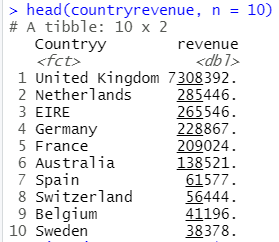 > head(countryrevenue, n = 10)
# A tibble: 10 x 2
Countryy revenue
<fct> <dbl>
1 United Kingdom 7308392.
2 Netherlands 285446.
3 EIRE 265546.
4 Germany 228867.
5 France 209024.
6 Australia 138521.
7 Spain 61577.
8 Switzerland 56444.
9 Belgium 41196.
10 Sweden 38378.